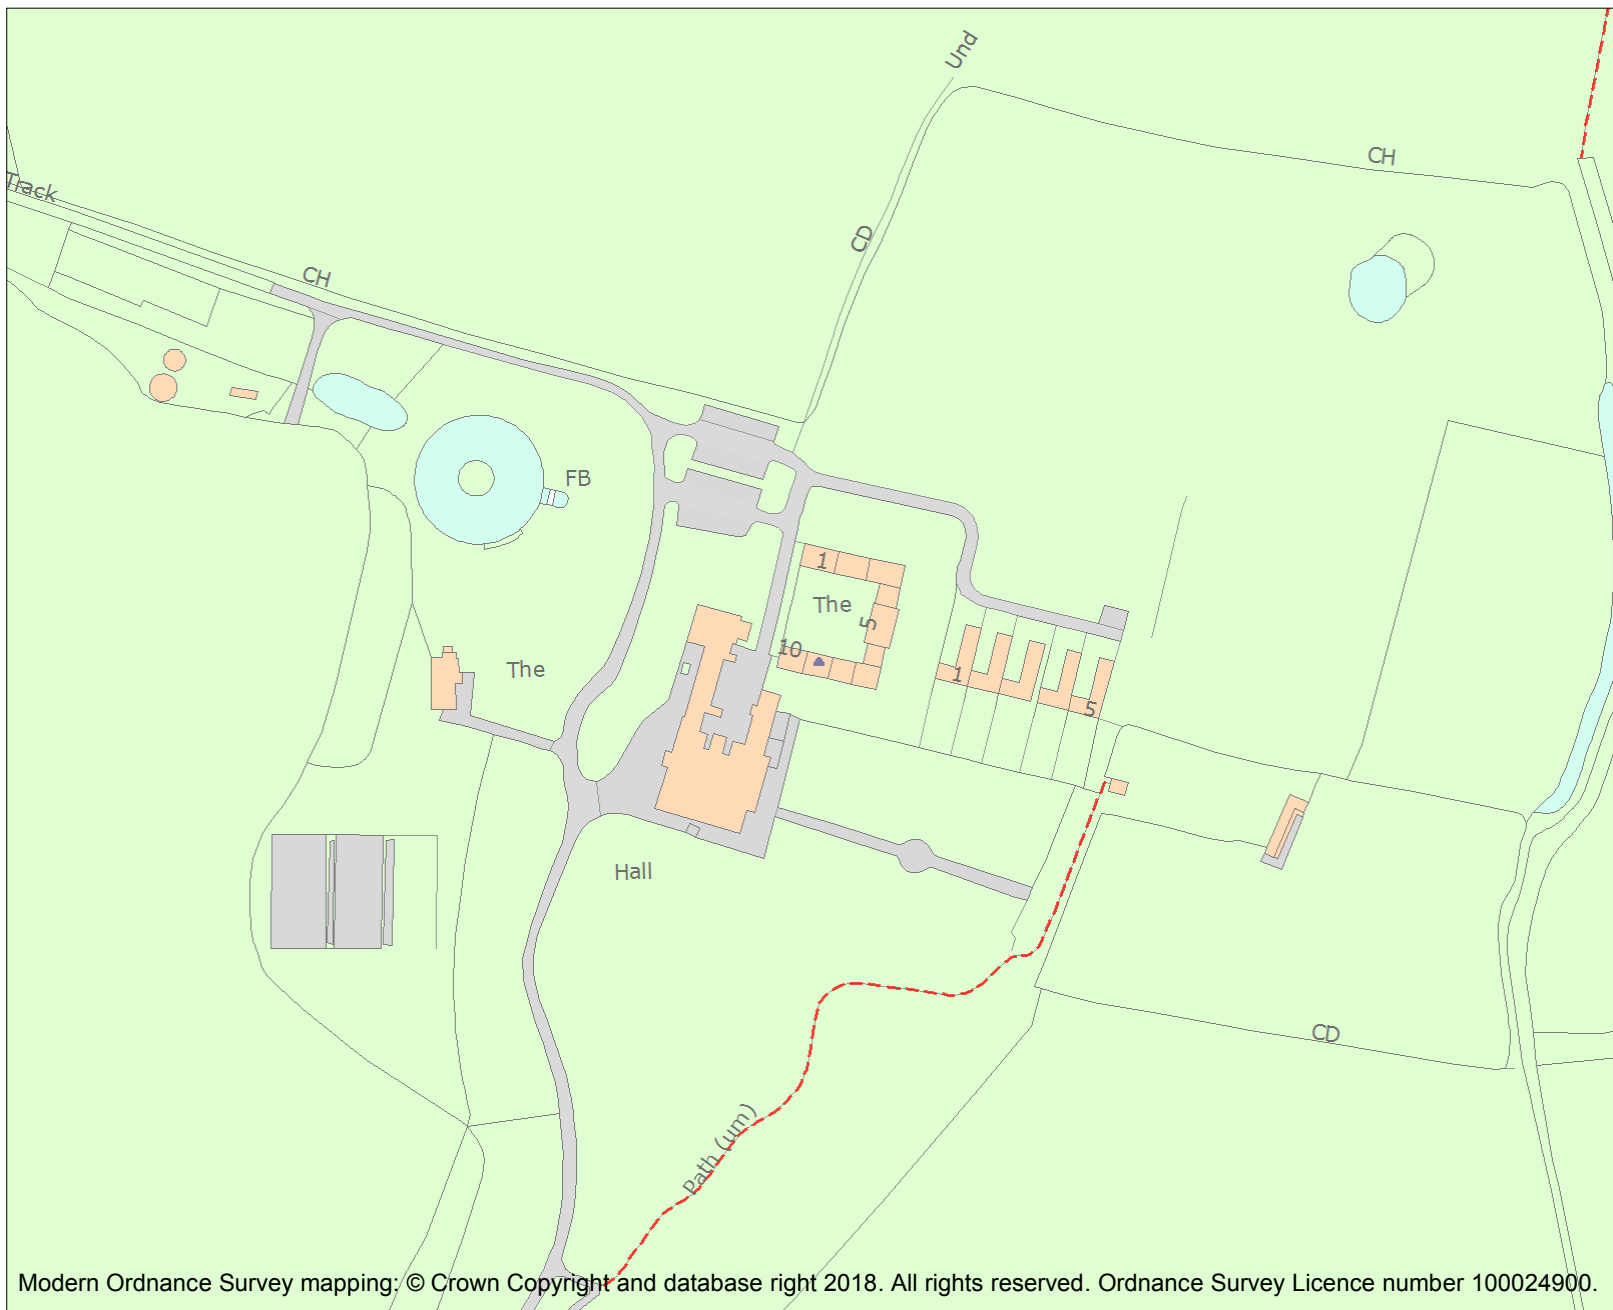 Und
CH
Track
CD
CH
FB
1
The
5
10
The
1
5
Hall
CD
Path (um)
Modern Ordnance Survey mapping: © Crown Copyright and database right 2018. All rights reserved. Ordnance Survey Licence number 100024900.